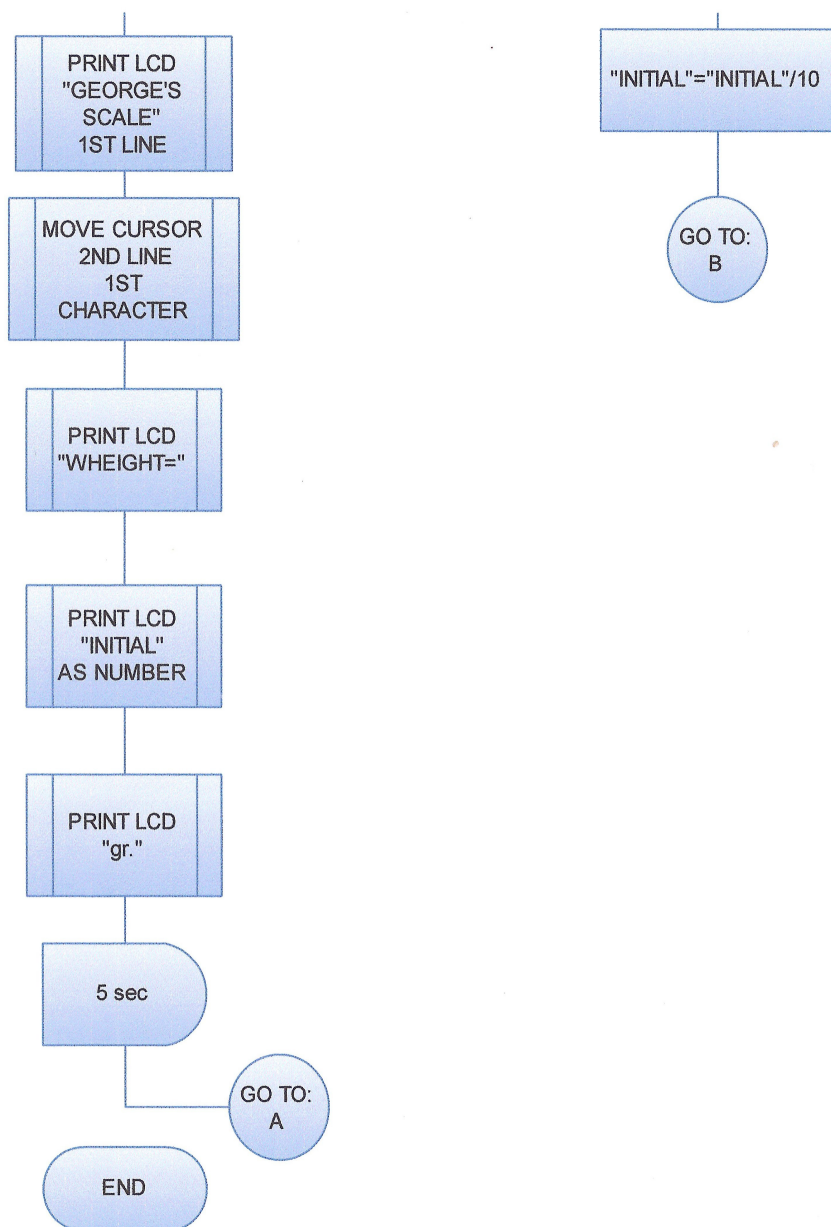 PRINT LCD
"GEORGE'S
SCALE"
1ST LINE
MOVE CURSOR
2ND LINE
1ST
CHARACTER
PRINT LCD
"WHEIGHT="
PRINT LCD
"INITIAL"
AS NUMBER
PRINT LCD
"gr."
5 sec
GO TO:
A
END
"INITIAL"="INITIAL"/10
GO TO:
B